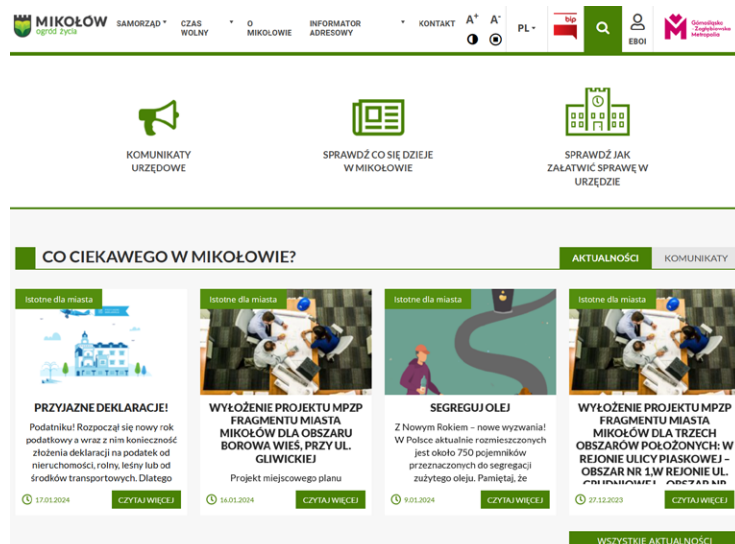 MIKOŁÓW
ogród życia
SAMORZĄD
CZAS
WOLNY
O
MIKOŁOWIE
INFORMATOR
ADRESOWY
KONTAKT
A+ A-
PL
bip
EBOI
Górnośląsko
-Zagłębiowska
Metropolia
KOMUNIKATY
URZĘDOWE
SPRAWDŹ CO SIĘ DZIEJE
W MIKOŁOWIE
SPRAWDŹ JAK
ZAŁATWIĆ SPRAWĘ W
URZĘDZIE
CO CIEKAWEGO W MIKOŁOWIE?
AKTUALNOŚCI
KOMUNIKATY
Istotne dla miasta
PRZYJAZNE DEKLARACJE!
Podatniku! Rozpoczął się nowy rok
podatkowy a wraz z nim konieczność
złożenia deklaracji na podatek od
nieruchomości, rolny, leśny lub od
środków transportowych. Dlatego
17.01.2024
CZYTAJ WIĘCEJ
Istotne dla miasta
WYŁOŻENIE PROJEKTU MPZP
FRAGMENTU MIASTA
MIKOŁÓW DLA OBSZARU
BOROWA WIEŚ, PRZY UL.
GLIWICKIEJ
Projekt miejscowego planu
16.01.2024
CZYTAJ WIĘCEJ
Istotne dla miasta
SEGREGUJ OLEJ
Z Nowym Rokiem – nowe wyzwania!
W Polsce aktualnie rozmieszczonych
jest około 750 pojemników
przeznaczonych do segregacji
zużytego oleju. Pamiętaj, że
9.01.2024
CZYTAJ WIĘCEJ
Istotne dla miasta
WYŁOŻENIE PROJEKTU MPZP
FRAGMENTU MIASTA
MIKOŁÓW DLA TRZECH
OBSZARÓW POŁOŻONYCH: W
REJONIE ULICY PIASKOWEJ –
OBSZAR NR 1,W REJONIE UL.
GRUDNIOWEJ – OBSZAR NR
27.12.2023
CZYTAJ WIĘCEJ
WSZYSTKIE AKTUALNOŚCI